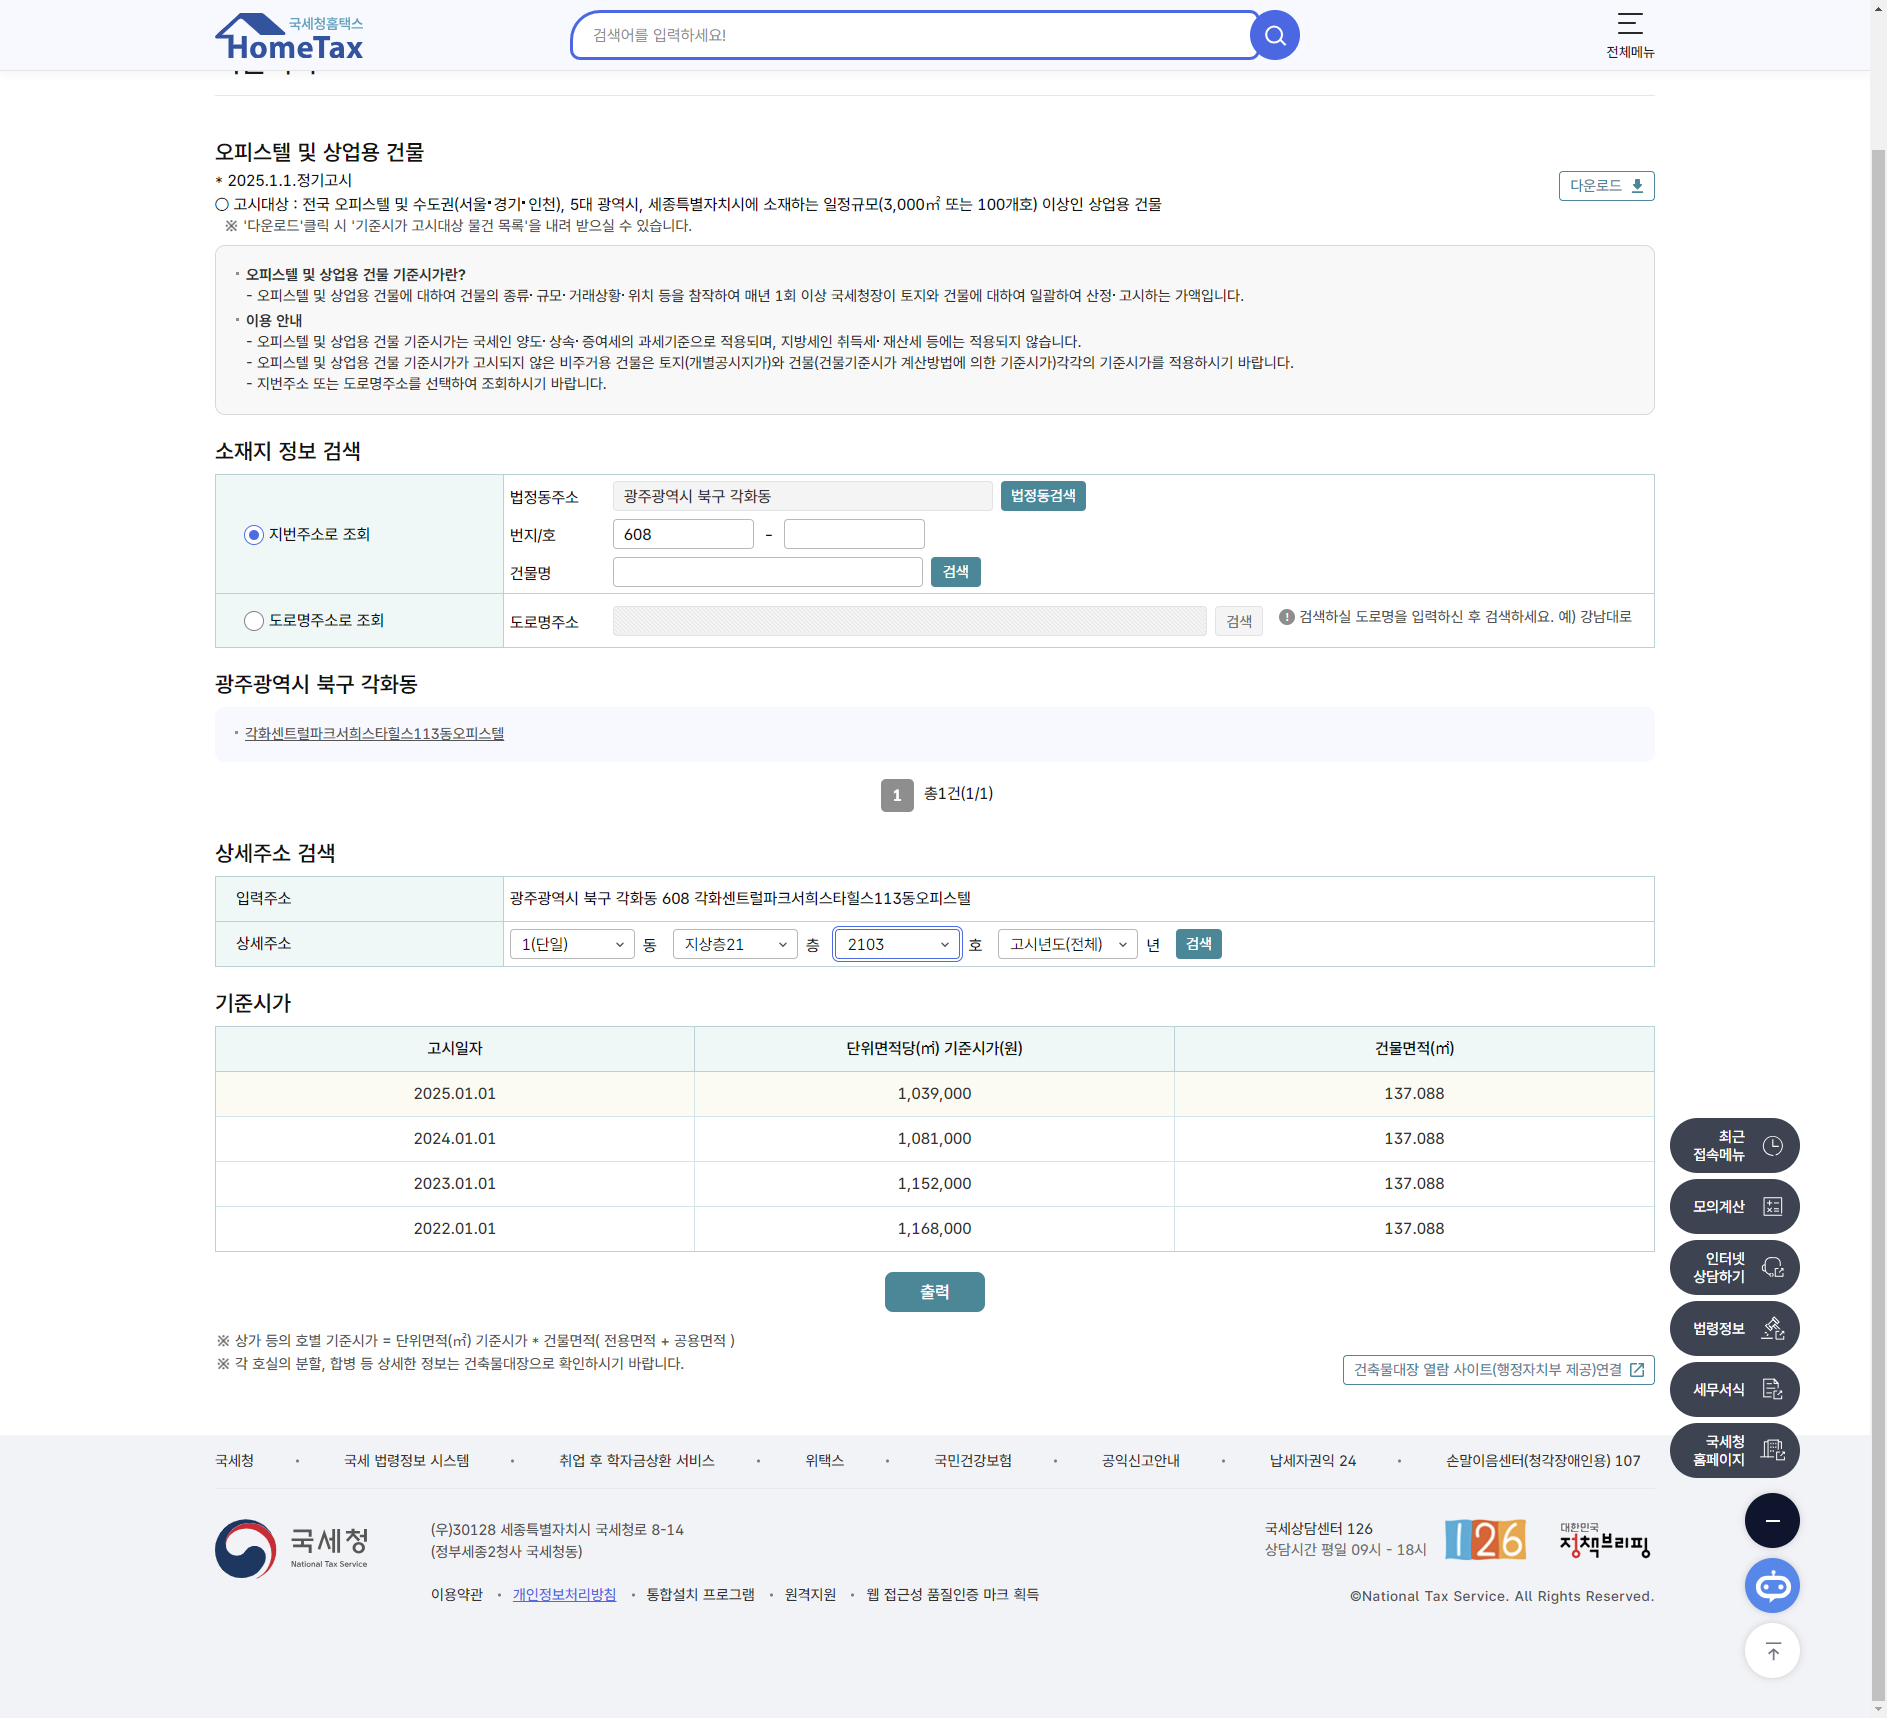 국세청홈택스
HomeTax
검색어를 입력하세요!
전체메뉴
오피스텔 및 상업용 건물
* 2025.1.1.정기고시
다운로드
○ 고시대상 : 전국 오피스텔 및 수도권(서울·경기·인천), 5대 광역시, 세종특별자치시에 소재하는 일정규모(3,000㎡ 또는 100개호) 이상인 상업용 건물
※ '다운로드'클릭 시 '기준시가 고시대상 물건 목록'을 내려 받으실 수 있습니다.
· 오피스텔 및 상업용 건물 기준시가란?
- 오피스텔 및 상업용 건물에 대하여 건물의 종류·규모·거래상황·위치 등을 참작하여 매년 1회 이상 국세청장이 토지와 건물에 대하여 일괄하여 산정·고시하는 가액입니다.
· 이용 안내
- 오피스텔 및 상업용 건물 기준시가는 국세인 양도·상속·증여세의 과세기준으로 적용되며, 지방세인 취득세·재산세 등에는 적용되지 않습니다.
- 오피스텔 및 상업용 건물 기준시가가 고시되지 않은 비주거용 건물은 토지(개별공시지가)와 건물(건물기준시가 계산방법에 의한 기준시가)각각의 기준시가를 적용하시기 바랍니다.
- 지번주소 또는 도로명주소를 선택하여 조회하시기 바랍니다.
소재지 정보 검색
지번주소로 조회
법정동주소 광주광역시 북구 각화동 법정동검색
번지/호 608 -
건물명 검색
도로명주소로 조회 도로명주소 검색 검색하실 도로명을 입력하신 후 검색하세요. 예) 강남대로
광주광역시 북구 각화동
· 각화센트럴파크서희스타힐스113동오피스텔
1 총1건(1/1)
상세주소 검색
입력주소 광주광역시 북구 각화동 608 각화센트럴파크서희스타힐스113동오피스텔
상세주소 1(단일) 동 지상층21 층 2103 호 고시년도(전체) 년 검색
기준시가
고시일자 단위면적당(㎡) 기준시가(원) 건물면적(㎡)
2025.01.01 1,039,000 137.088
2024.01.01 1,081,000 137.088
2023.01.01 1,152,000 137.088
2022.01.01 1,168,000 137.088
출력
※ 상가 등의 호별 기준시가 = 단위면적(㎡) 기준시가 * 건물면적( 전용면적 + 공용면적 )
※ 각 호실의 분할, 합병 등 상세한 정보는 건축물대장으로 확인하시기 바랍니다.
건축물대장 열람 사이트(행정자치부 제공)연결
최근
접속메뉴
모의계산
인터넷
상담하기
법령정보
세무서식
국세청
홈페이지
국세청 · 국세 법령정보 시스템 · 취업 후 학자금상환 서비스 · 위택스 · 국민건강보험 · 공익신고안내 · 납세자권익 24 · 손말이음센터(청각장애인용) 107
국세청
National Tax Service
(우)30128 세종특별자치시 국세청로 8-14
(정부세종2청사 국세청동)
국세상담센터 126
상담시간 평일 09시 - 18시
126
대한민국
정책브리핑
이용약관 · 개인정보처리방침 · 통합설치 프로그램 · 원격지원 · 웹 접근성 품질인증 마크 획득
©National Tax Service. All Rights Reserved.